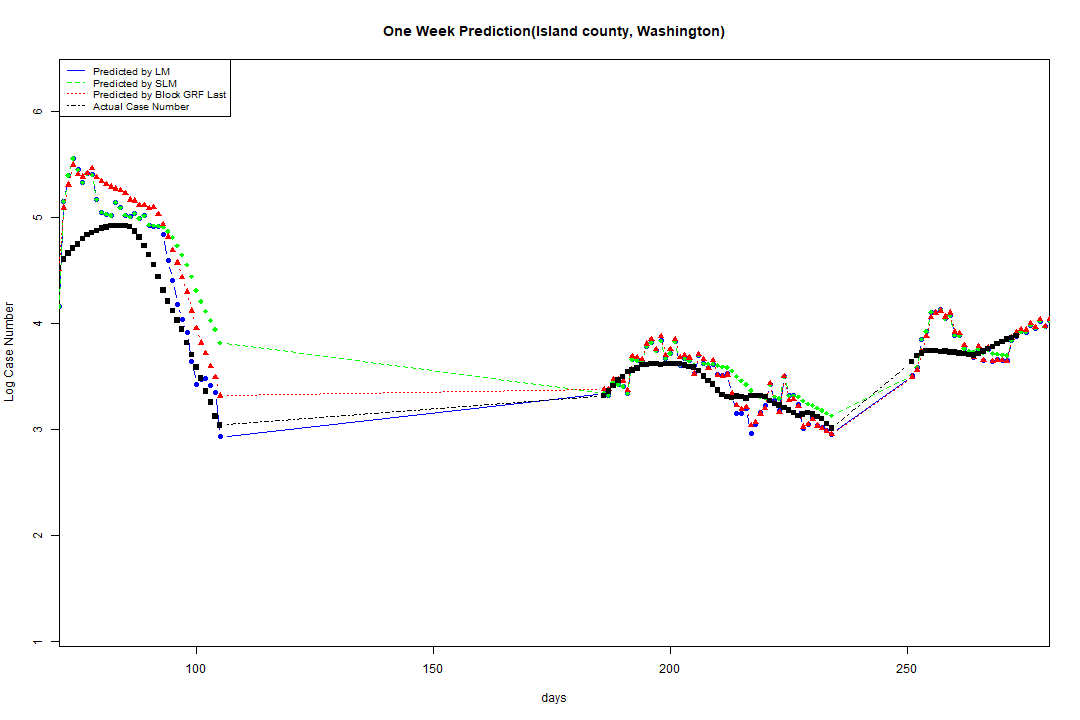 One Week Prediction(Island county, Washington)
Predicted by LM
Predicted by SLM
Predicted by Block GRF Last
Actual Case Number
6
5
4
3
2
1
Log Case Number
100 150 200 250
days